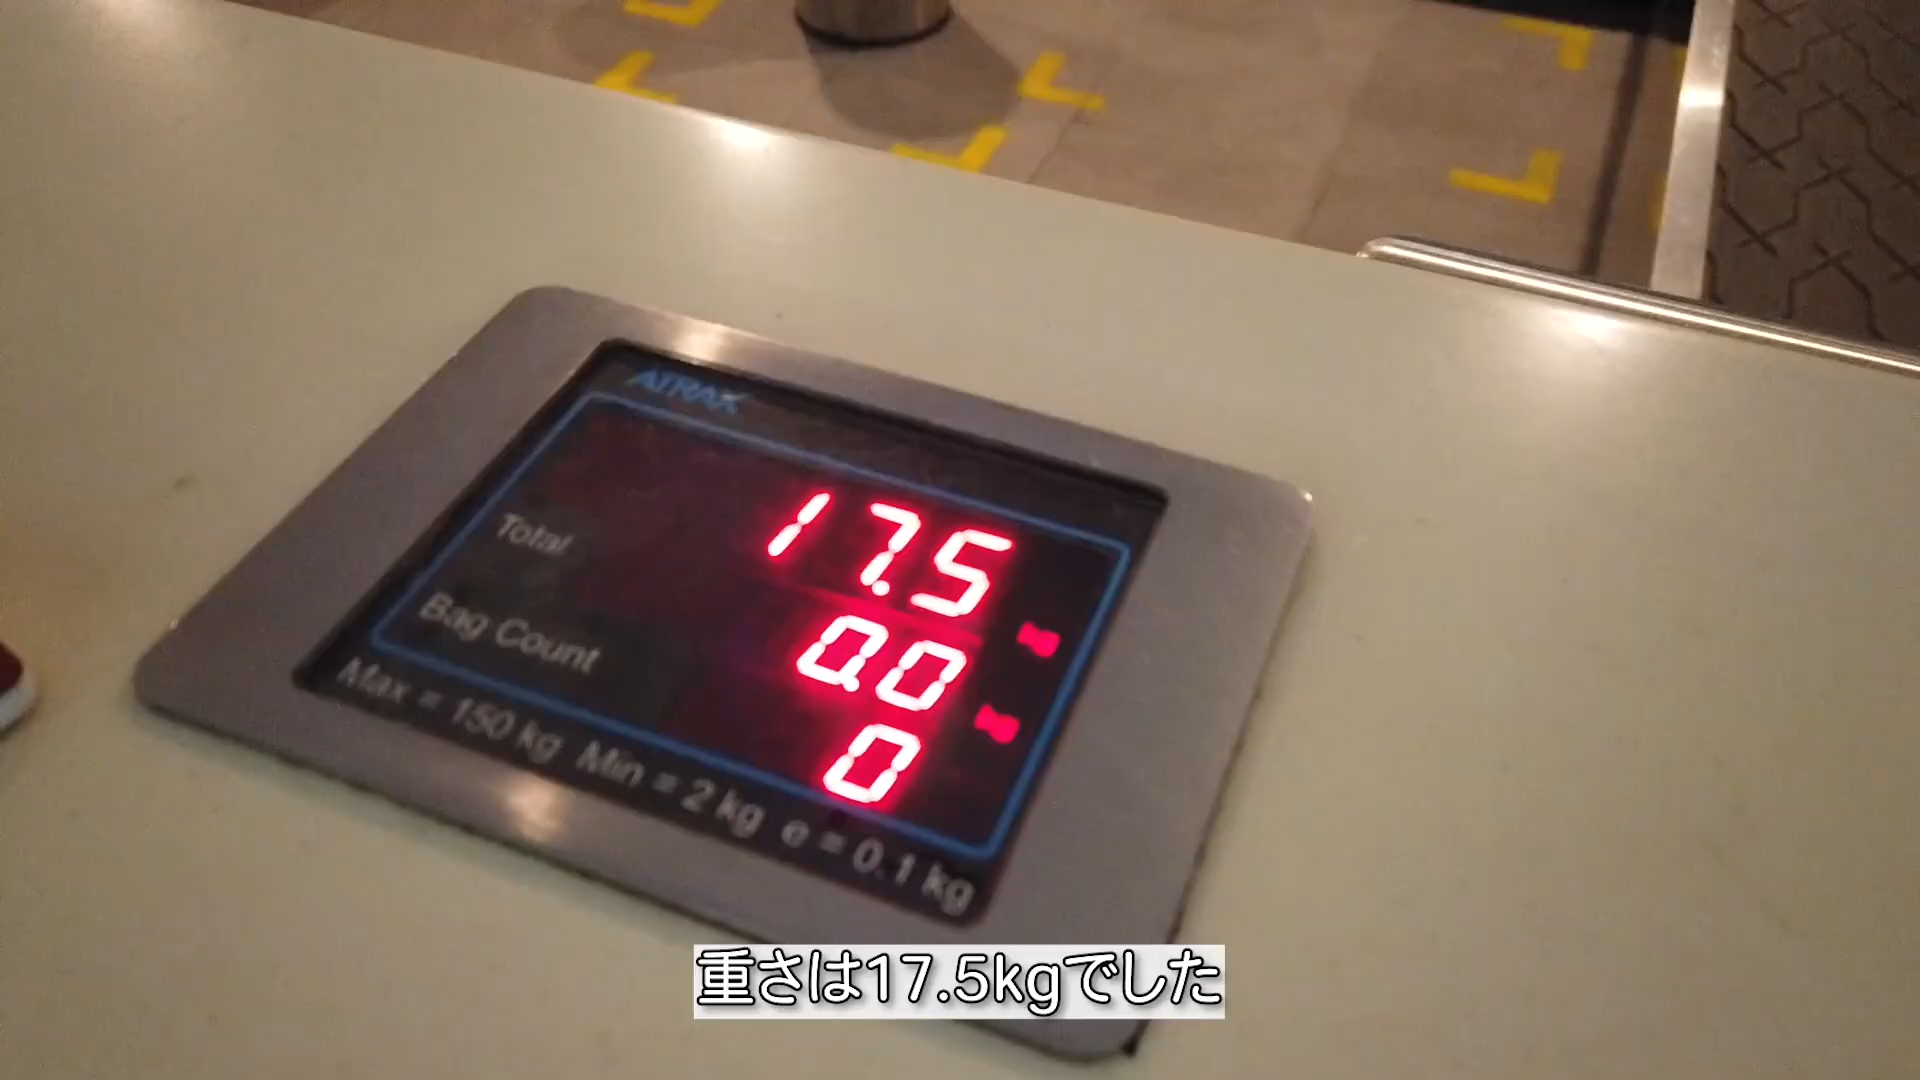 ATRAX
17.5
Total 0.0
Bag Count 0
Max = 150 kg Min = 2 kg e = 0.1 kg
重さは17.5kgでした